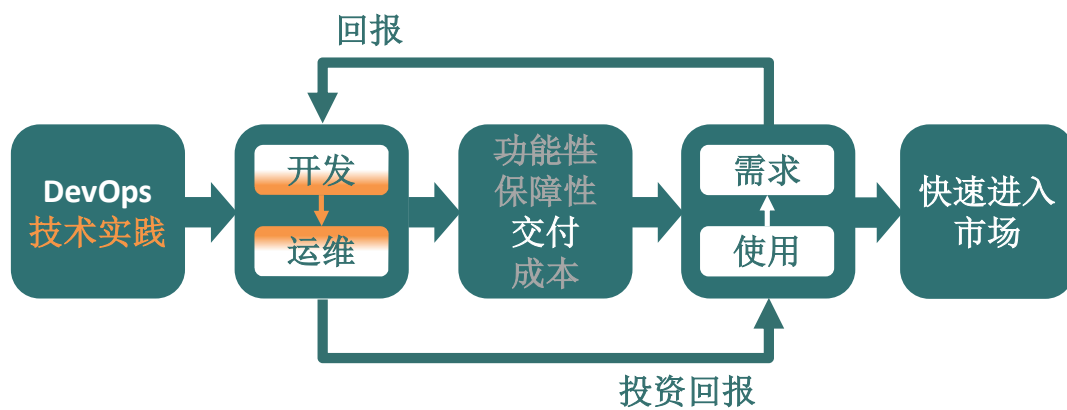 回报
DevOps
技术实践
开发
运维
功能性
保障性
交付
成本
需求
使用
快速进入
市场
投资回报